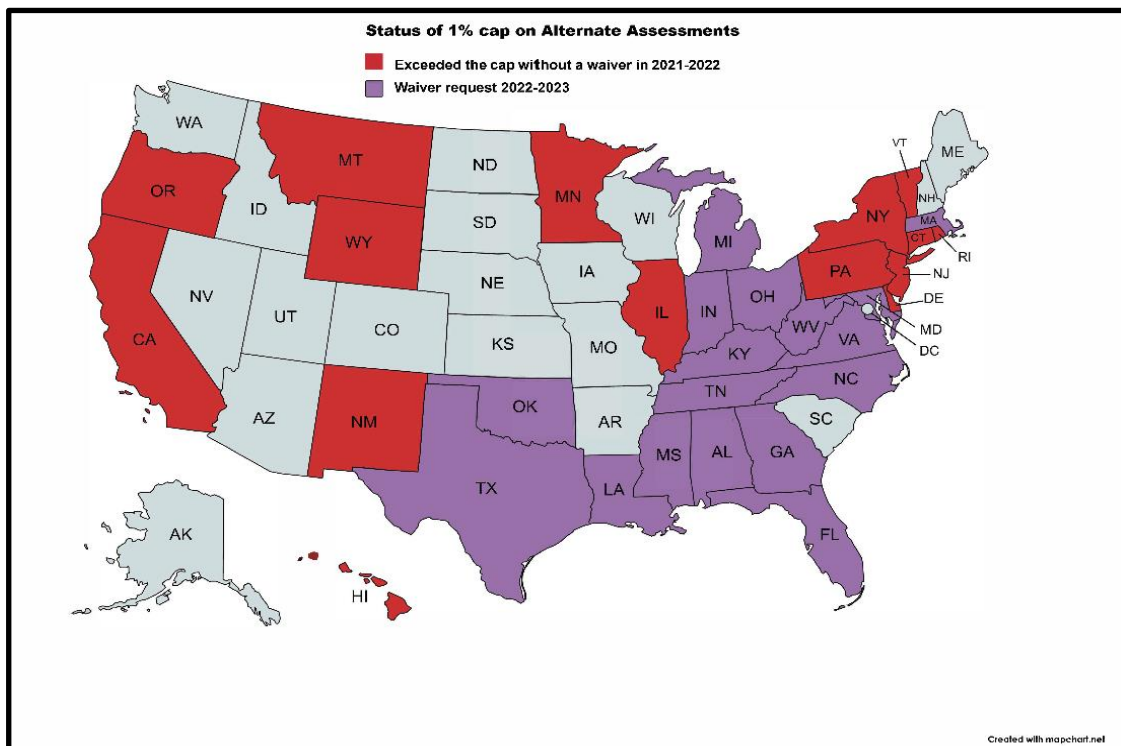 Status of 1% cap on Alternate Assessments
Exceeded the cap without a waiver in 2021-2022
Waiver request 2022-2023
WA
OR
MT
ID
WY
ND
SD
NE
MN
WI
IA
MI
VT
ME
NH
NY
MA
CT
RI
PA
NJ
DE
MD
DC
CA
NV
UT
CO
KS
MO
IL
IN
OH
WV
VA
KY
TN
NC
SC
AZ
NM
OK
AR
MS
AL
GA
TX
LA
FL
AK
HI
Created with mapchart.net